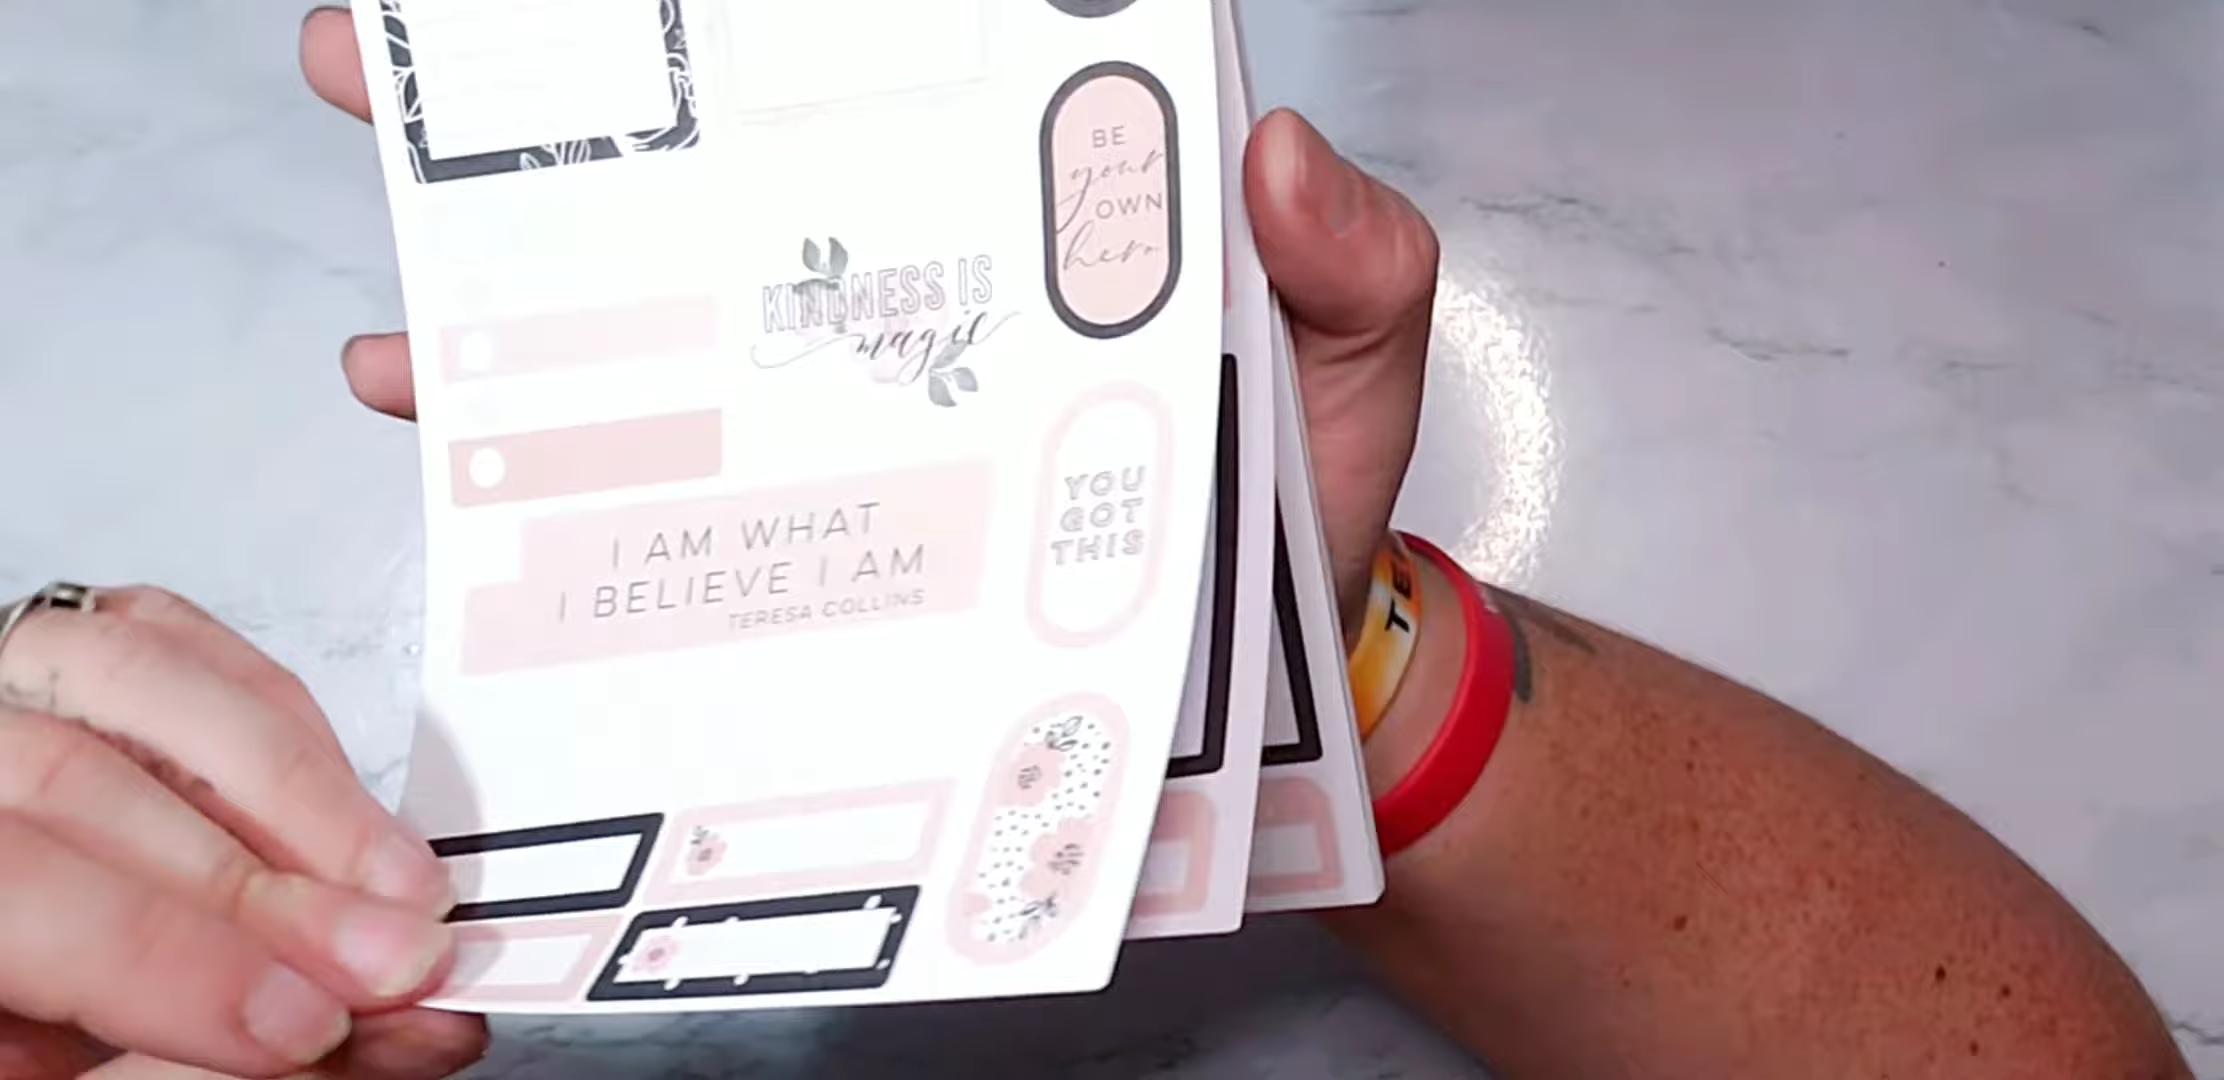 BE
your
OWN
hero
KINDNESS IS
magic
YOU
GOT
THIS
I AM WHAT
I BELIEVE I AM
TERESA COLLINS